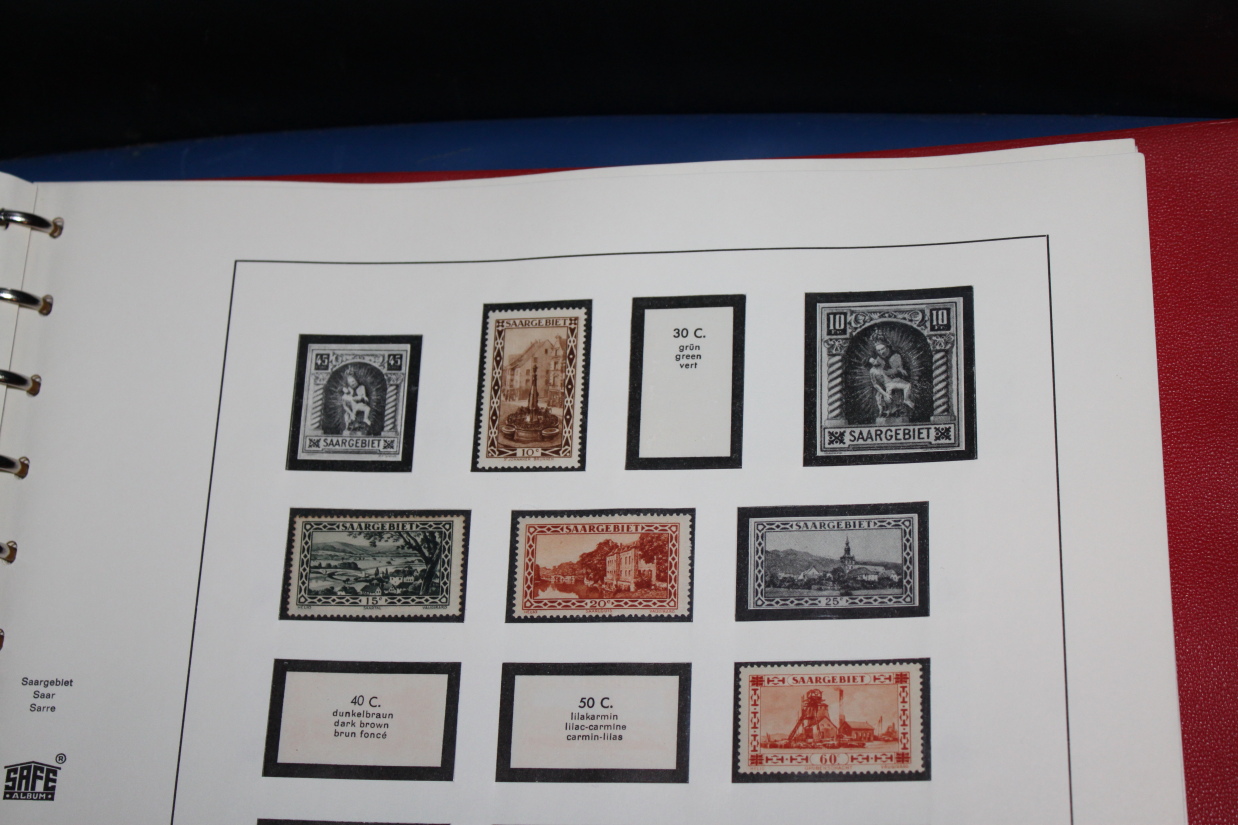 45 45
SAARGEBIET
SAARGEBIET
10 c.
30 C.
grün
green
vert
10 10
SAARGEBIET
SAARGEBIET
15 c.
SAARGEBIET
20 c.
SAARGEBIET
25 c.
40 C.
dunkelbraun
dark brown
brun foncé
50 C.
lilakarmin
lilac-carmine
carmin-lilas
SAARGEBIET
60
Saargebiet
Saar
Sarre
SAFE ®
ALBUM